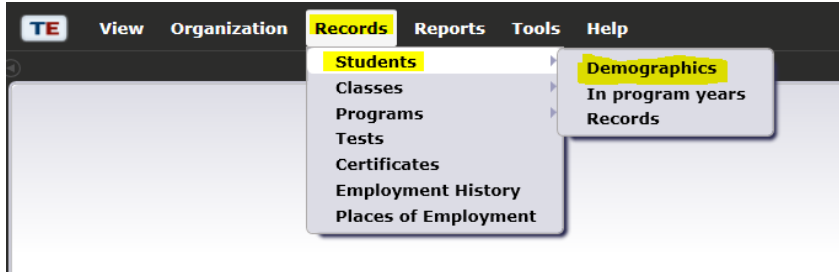 TE View Organization Records Reports Tools Help
Students Demographics
Classes In program years
Programs Records
Tests
Certificates
Employment History
Places of Employment